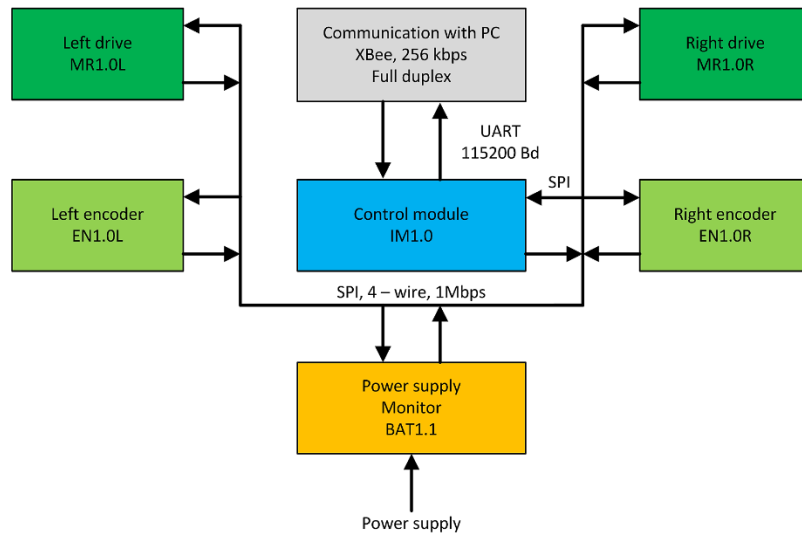 Left drive
MR1.0L
Communication with PC
XBee, 256 kbps
Full duplex
Right drive
MR1.0R
UART
115200 Bd
Left encoder
EN1.0L
Control module
IM1.0
SPI
Right encoder
EN1.0R
SPI, 4 – wire, 1Mbps
Power supply
Monitor
BAT1.1
Power supply